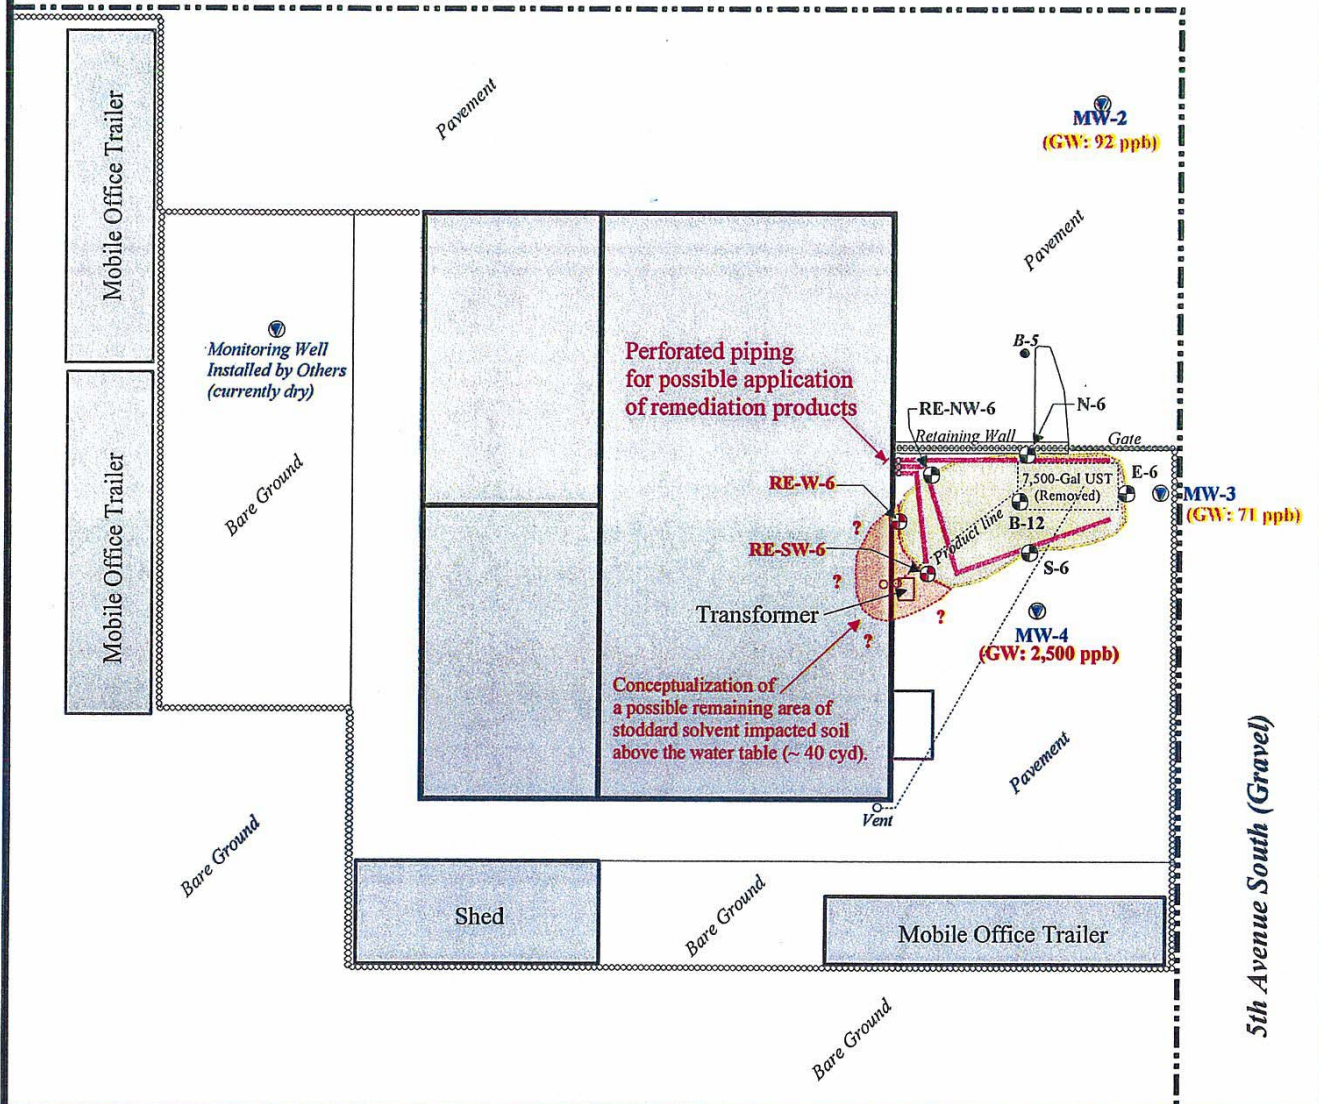 Mobile Office Trailer
Pavement
MW-2
(GW: 92 ppb)
Pavement
Monitoring Well
Installed by Others
(currently dry)
Bare Ground
Mobile Office Trailer
Perforated piping
for possible application
of remediation products
B-5
RE-NW-6
N-6
Retaining Wall
Gate
RE-W-6
7,500-Gal UST
(Removed)
E-6
MW-3
(GW: 71 ppb)
B-12
Product line
RE-SW-6
S-6
?
?
?
?
Transformer
MW-4
(GW: 2,500 ppb)
Conceptualization of
a possible remaining area of
stoddard solvent impacted soil
above the water table (~ 40 cyd).
Pavement
Vent
Bare Ground
Shed
Bare Ground
Mobile Office Trailer
Bare Ground
5th Avenue South (Gravel)